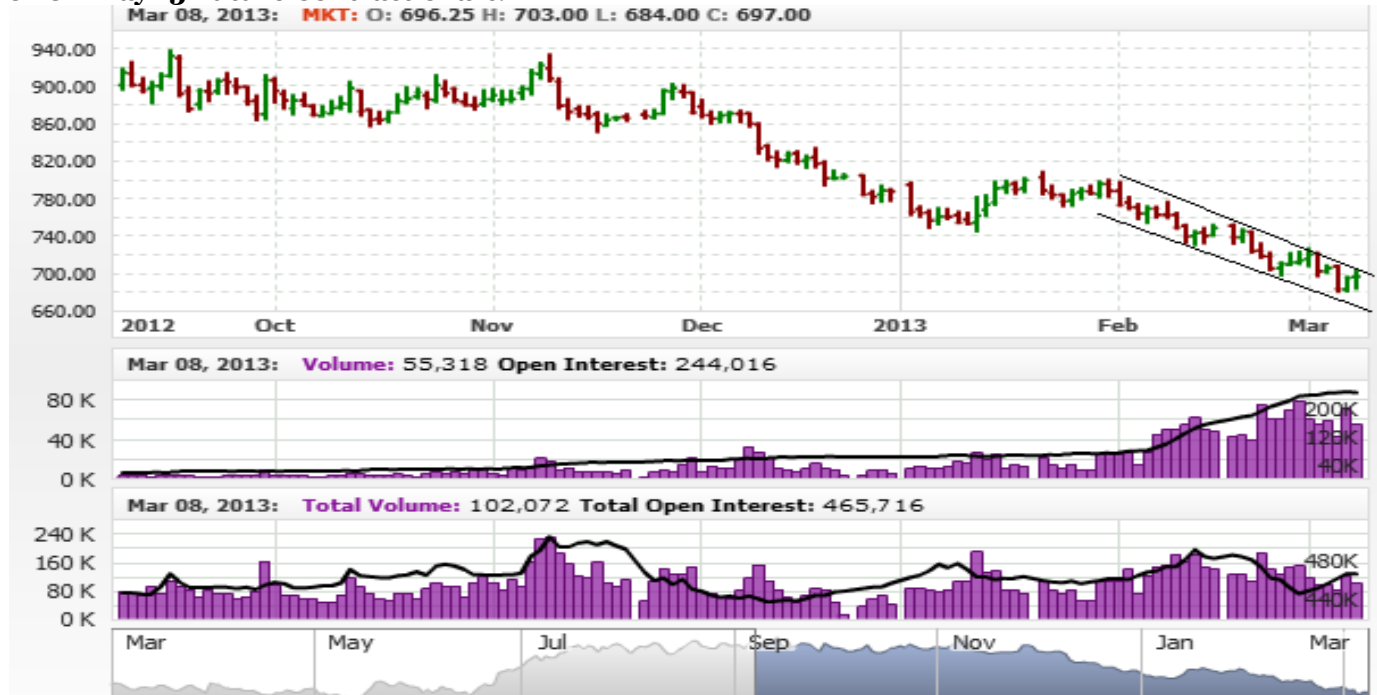 Mar 08, 2013: MKT: O: 696.25 H: 703.00 L: 684.00 C: 697.00
940.00
900.00
860.00
820.00
780.00
740.00
700.00
660.00
2012 Oct Nov Dec 2013 Feb Mar
Mar 08, 2013: Volume: 55,318 Open Interest: 244,016
80 K
40 K
0 K
200K
120K
40K
Mar 08, 2013: Total Volume: 102,072 Total Open Interest: 465,716
240 K
160 K
80 K
0 K
480K
440K
Mar May Jul Sep Nov Jan Mar